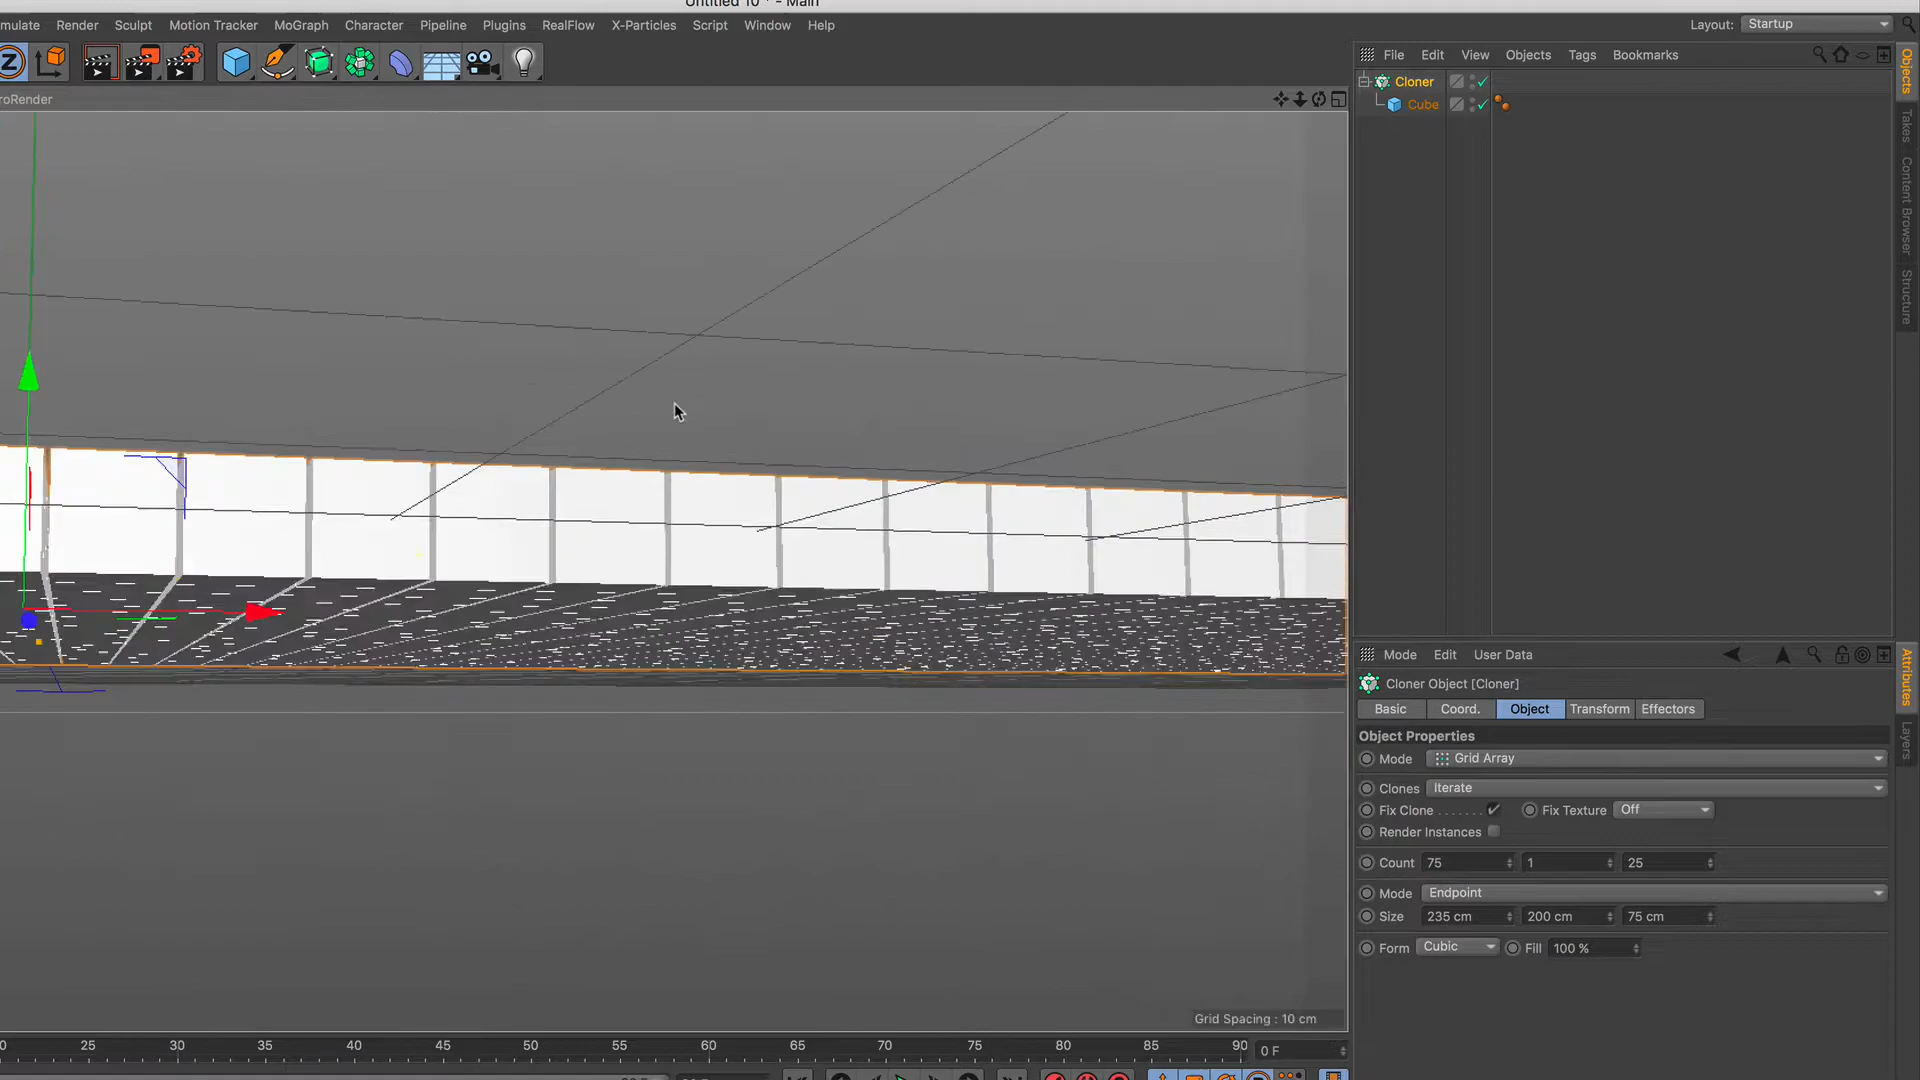 Untitled 10 * - Main
mulate Render Sculpt Motion Tracker MoGraph Character Pipeline Plugins RealFlow X-Particles Script Window Help
Layout: Startup
File Edit View Objects Tags Bookmarks
roRender
Cloner
Cube
Objects
Takes
Content Browser
Structure
Mode Edit User Data
Cloner Object [Cloner]
Basic Coord. Object Transform Effectors
Object Properties
Mode Grid Array
Clones Iterate
Fix Clone Fix Texture Off
Render Instances
Count 75 1 25
Mode Endpoint
Size 235 cm 200 cm 75 cm
Form Cubic Fill 100 %
Attributes
Layers
Grid Spacing : 10 cm
0 25 30 35 40 45 50 55 60 65 70 75 80 85 90 0 F